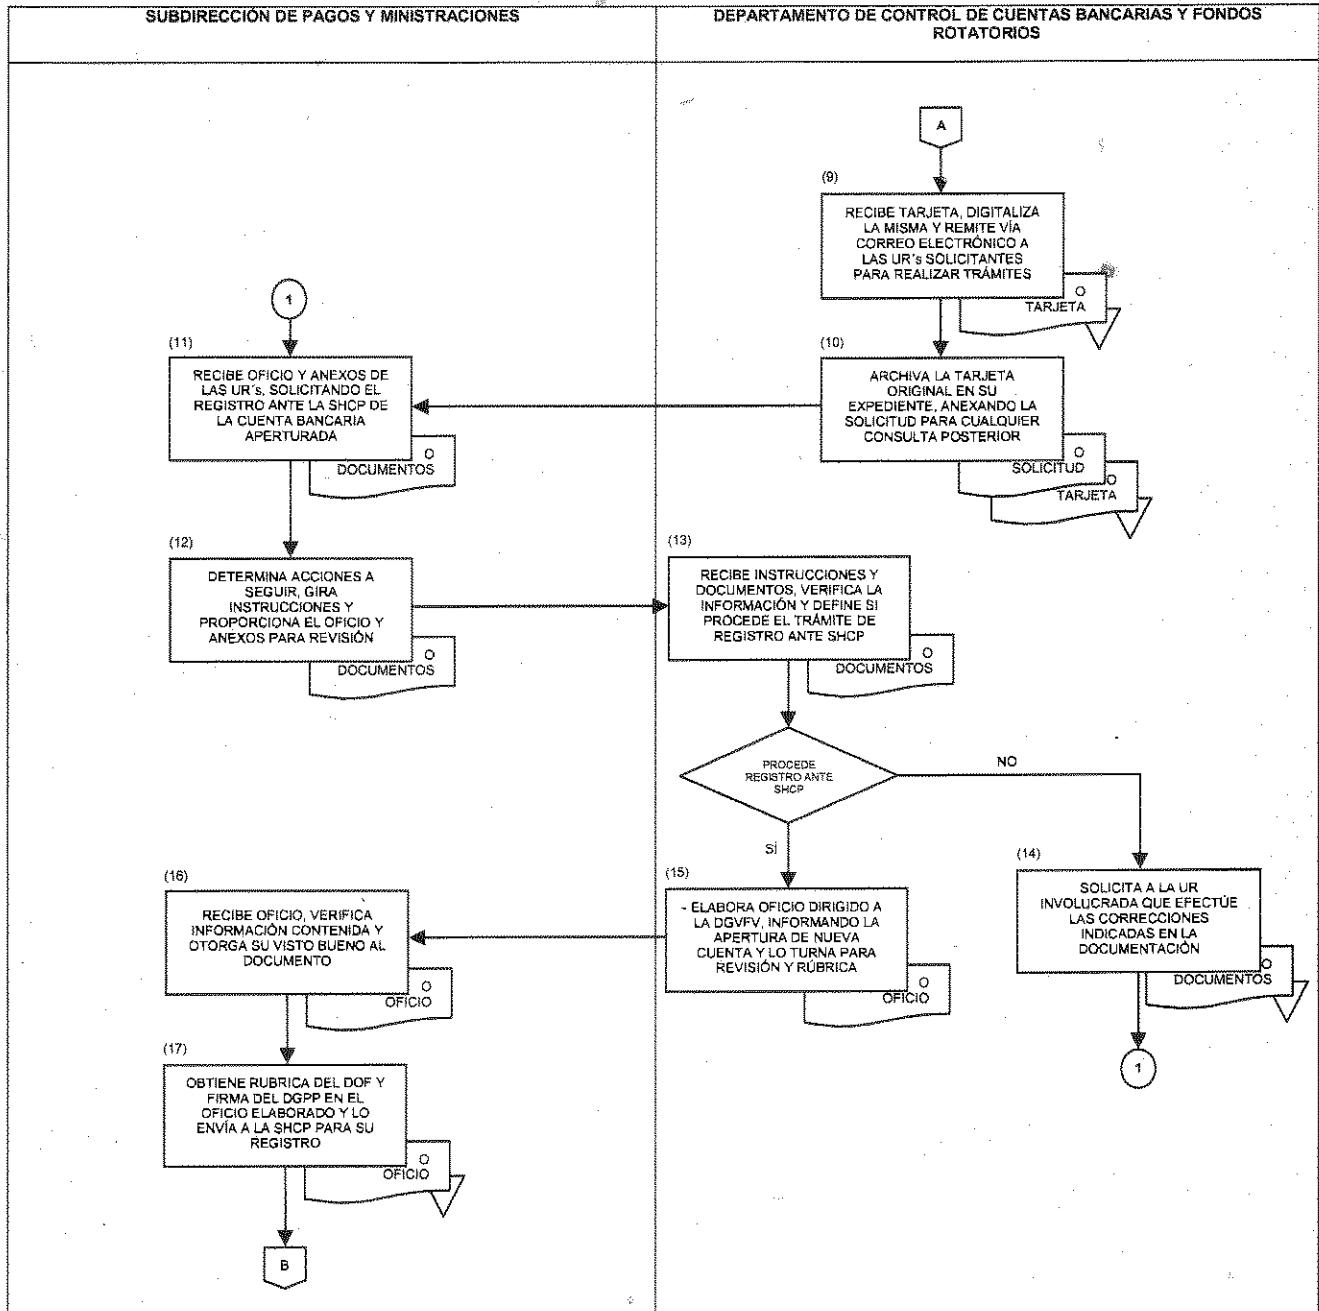 SUBDIRECCIÓN DE PAGOS Y MINISTRACIONES
DEPARTAMENTO DE CONTROL DE CUENTAS BANCARIAS Y FONDOS
ROTATORIOS
A
(9)
RECIBE TARJETA, DIGITALIZA
LA MISMA Y REMITE VÍA
CORREO ELECTRÓNICO A
LAS UR´s SOLICITANTES
PARA REALIZAR TRÁMITES
O
TARJETA
1
(11)
RECIBE OFICIO Y ANEXOS DE
LAS UR´s, SOLICITANDO EL
REGISTRO ANTE LA SHCP DE
LA CUENTA BANCARIA
APERTURADA
O
DOCUMENTOS
(10)
ARCHIVA LA TARJETA
ORIGINAL EN SU
EXPEDIENTE, ANEXANDO LA
SOLICITUD PARA CUALQUIER
CONSULTA POSTERIOR
O
SOLICITUD
O
TARJETA
(12)
DETERMINA ACCIONES A
SEGUIR, GIRA
INSTRUCCIONES Y
PROPORCIONA EL OFICIO Y
ANEXOS PARA REVISIÓN
O
DOCUMENTOS
(13)
RECIBE INSTRUCCIONES Y
DOCUMENTOS, VERIFICA LA
INFORMACIÓN Y DEFINE SI
PROCEDE EL TRÁMITE DE
REGISTRO ANTE SHCP
O
DOCUMENTOS
PROCEDE
REGISTRO ANTE
SHCP
NO
SÍ
(14)
SOLICITA A LA UR
INVOLUCRADA QUE EFECTÚE
LAS CORRECCIONES
INDICADAS EN LA
DOCUMENTACIÓN
O
DOCUMENTOS
1
(15)
- ELABORA OFICIO DIRIGIDO A
LA DGVFV, INFORMANDO LA
APERTURA DE NUEVA
CUENTA Y LO TURNA PARA
REVISIÓN Y RÚBRICA
O
OFICIO
(16)
RECIBE OFICIO, VERIFICA
INFORMACIÓN CONTENIDA Y
OTORGA SU VISTO BUENO AL
DOCUMENTO
O
OFICIO
(17)
OBTIENE RUBRICA DEL DOF Y
FIRMA DEL DGPP EN EL
OFICIO ELABORADO Y LO
ENVÍA A LA SHCP PARA SU
REGISTRO
O
OFICIO
B